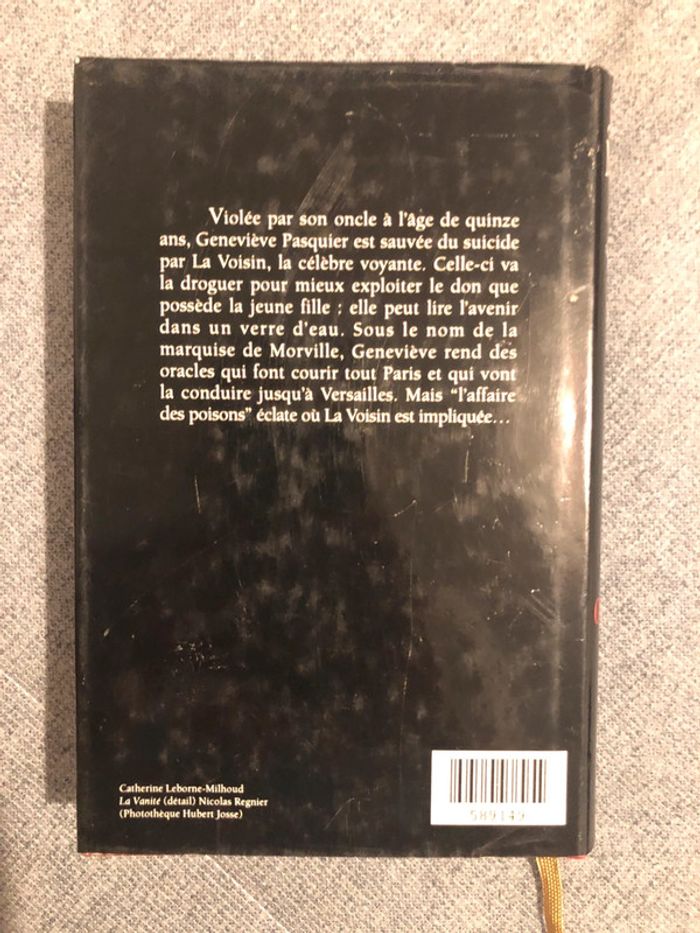 Violée par son oncle à l'âge de quinze
ans, Geneviève Pasquier est sauvée du suicide
par La Voisin, la célèbre voyante. Celle-ci va
la droguer pour mieux exploiter le don que
possède la jeune fille : elle peut lire l'avenir
dans un verre d'eau. Sous le nom de la
marquise de Morville, Geneviève rend des
oracles qui font courir tout Paris et qui vont
la conduire jusqu'à Versailles. Mais “l'affaire
des poisons” éclate où La Voisin est impliquée...
Catherine Leborne-Milhoud
La Vanité (détail) Nicolas Regnier
(Photothèque Hubert Josse)
589149